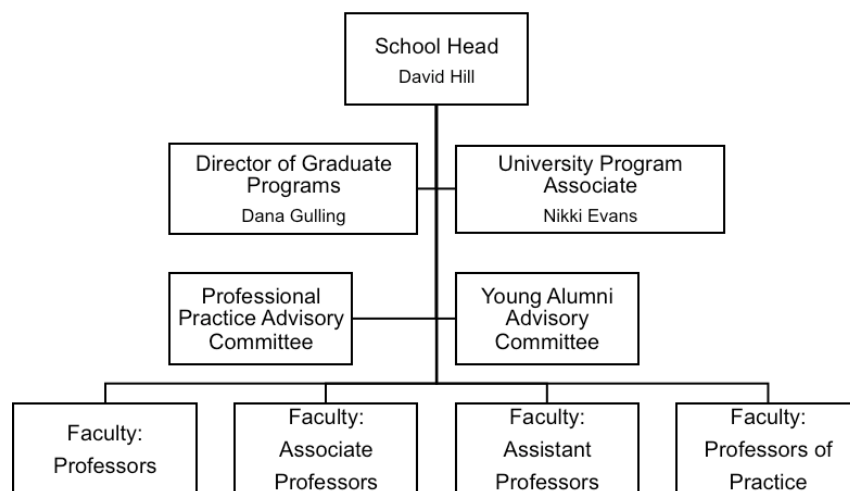 School Head
David Hill
Director of Graduate
Programs
Dana Gulling
University Program
Associate
Nikki Evans
Professional
Practice Advisory
Committee
Young Alumni
Advisory
Committee
Faculty:
Professors
Faculty:
Associate
Professors
Faculty:
Assistant
Professors
Faculty:
Professors of
Practice